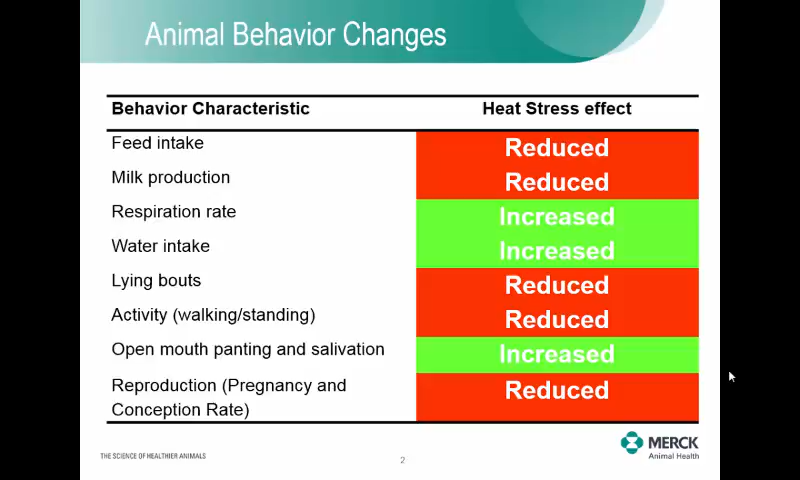 Animal Behavior Changes
Behavior Characteristic Heat Stress effect
Feed intake Reduced
Milk production Reduced
Respiration rate Increased
Water intake Increased
Lying bouts Reduced
Activity (walking/standing) Reduced
Open mouth panting and salivation Increased
Reproduction (Pregnancy and Reduced
Conception Rate)
THE SCIENCE OF HEALTHIER ANIMALS
2
MERCK
Animal Health